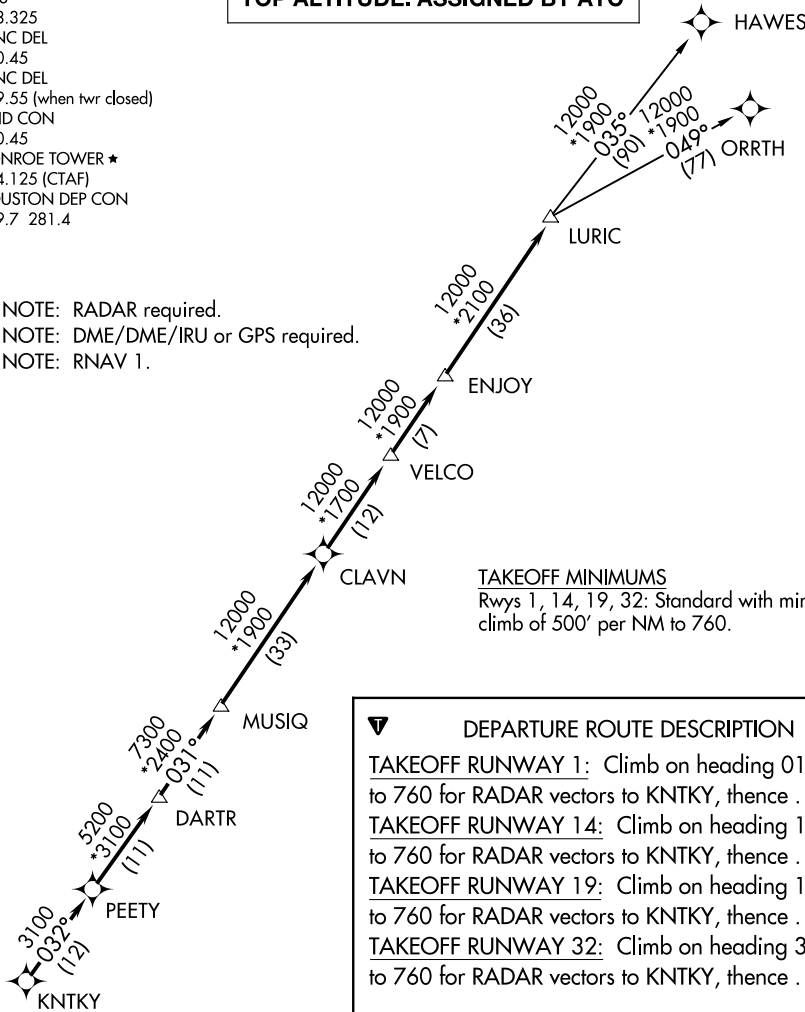 3.325
NC DEL
0.45
NC DEL
9.55 (when twr closed)
ND CON
0.45
NROE TOWER ★
4.125 (CTAF)
USTON DEP CON
9.7 281.4
TOP ALTITUDE: ASSIGNED BY ATC
HAWES
12000
*1900
035°
(90)
12000
*1900
049°
(77)
ORRTH
LURIC
NOTE: RADAR required.
NOTE: DME/DME/IRU or GPS required.
NOTE: RNAV 1.
12000
*2100
(36)
ENJOY
12000
*1900
(7)
VELCO
12000
*1700
(12)
CLAVN
TAKEOFF MINIMUMS
Rwys 1, 14, 19, 32: Standard with min
climb of 500' per NM to 760.
12000
*1900
(33)
MUSIQ
7300
*2400
031°
(11)
DARTR
5200
*3100
(11)
PEETY
3100
032°
(12)
KNTKY
T DEPARTURE ROUTE DESCRIPTION
TAKEOFF RUNWAY 1: Climb on heading 01
to 760 for RADAR vectors to KNTKY, thence .
TAKEOFF RUNWAY 14: Climb on heading 1
to 760 for RADAR vectors to KNTKY, thence .
TAKEOFF RUNWAY 19: Climb on heading 1
to 760 for RADAR vectors to KNTKY, thence .
TAKEOFF RUNWAY 32: Climb on heading 3
to 760 for RADAR vectors to KNTKY, thence .